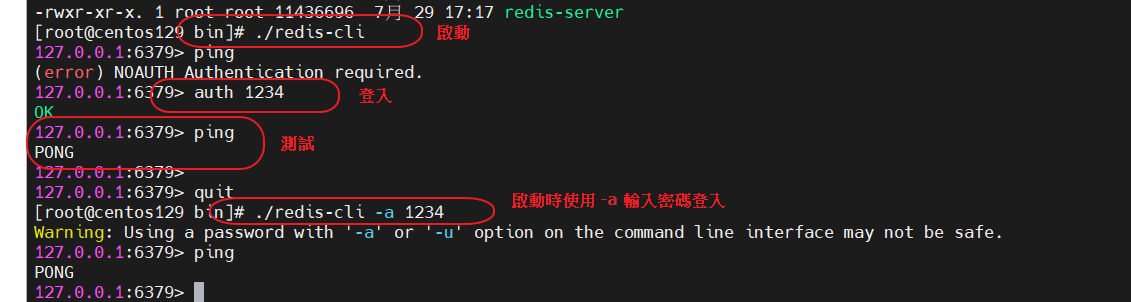 -rwxr-xr-x. 1 root root 11436696  7月 29 17:17 redis-server
[root@centos129 bin]# ./redis-cli 啟動
127.0.0.1:6379> ping
(error) NOAUTH Authentication required.
127.0.0.1:6379> auth 1234 登入
OK
127.0.0.1:6379> ping
測試
PONG
127.0.0.1:6379>
127.0.0.1:6379> quit
啟動時使用 -a 輸入密碼登入
[root@centos129 bin]# ./redis-cli -a 1234
Warning: Using a password with '-a' or '-u' option on the command line interface may not be safe.
127.0.0.1:6379> ping
PONG
127.0.0.1:6379>